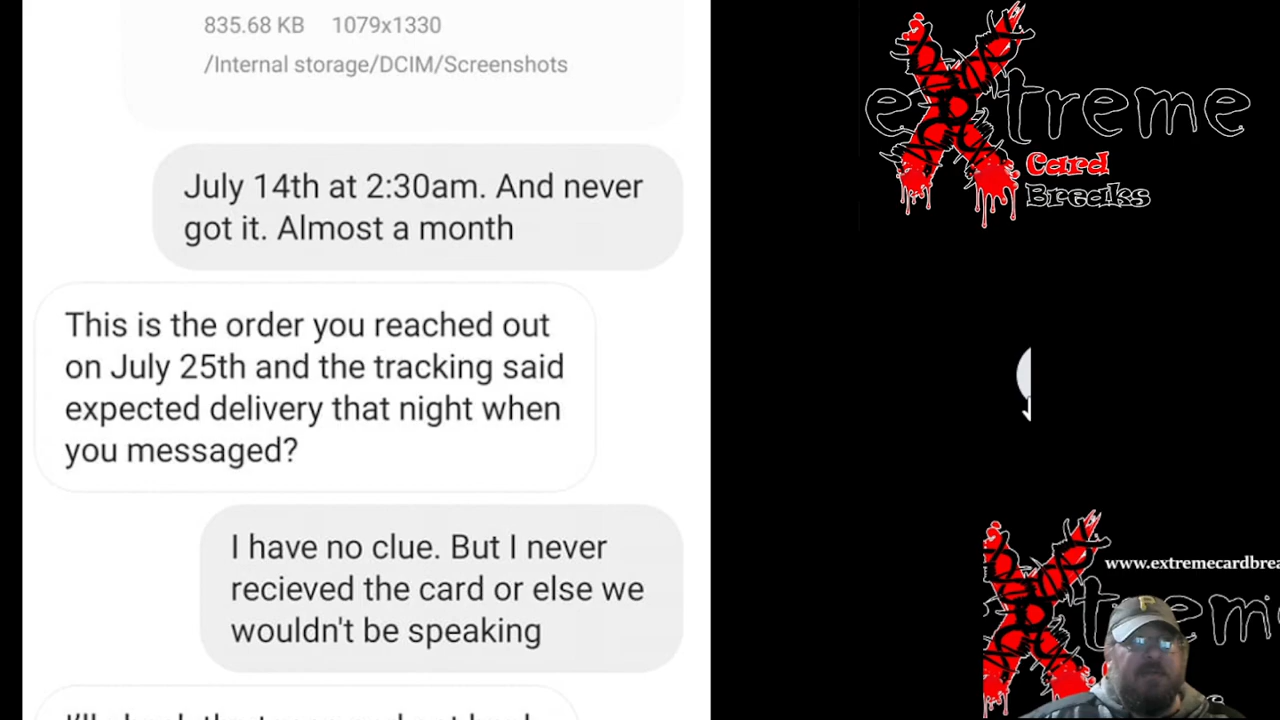 835.68 KB 1079x1330
/Internal storage/DCIM/Screenshots
July 14th at 2:30am. And never
got it. Almost a month
This is the order you reached out
on July 25th and the tracking said
expected delivery that night when
you messaged?
I have no clue. But I never
recieved the card or else we
wouldn't be speaking
I'll check the
eXtreme
Card
Breaks
www.extremecardbrea
P